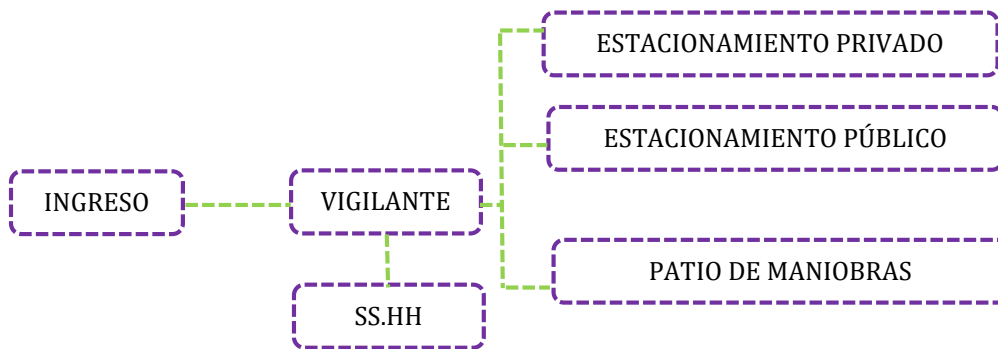 ESTACIONAMIENTO PRIVADO
ESTACIONAMIENTO PÚBLICO
INGRESO
VIGILANTE
PATIO DE MANIOBRAS
SS.HH